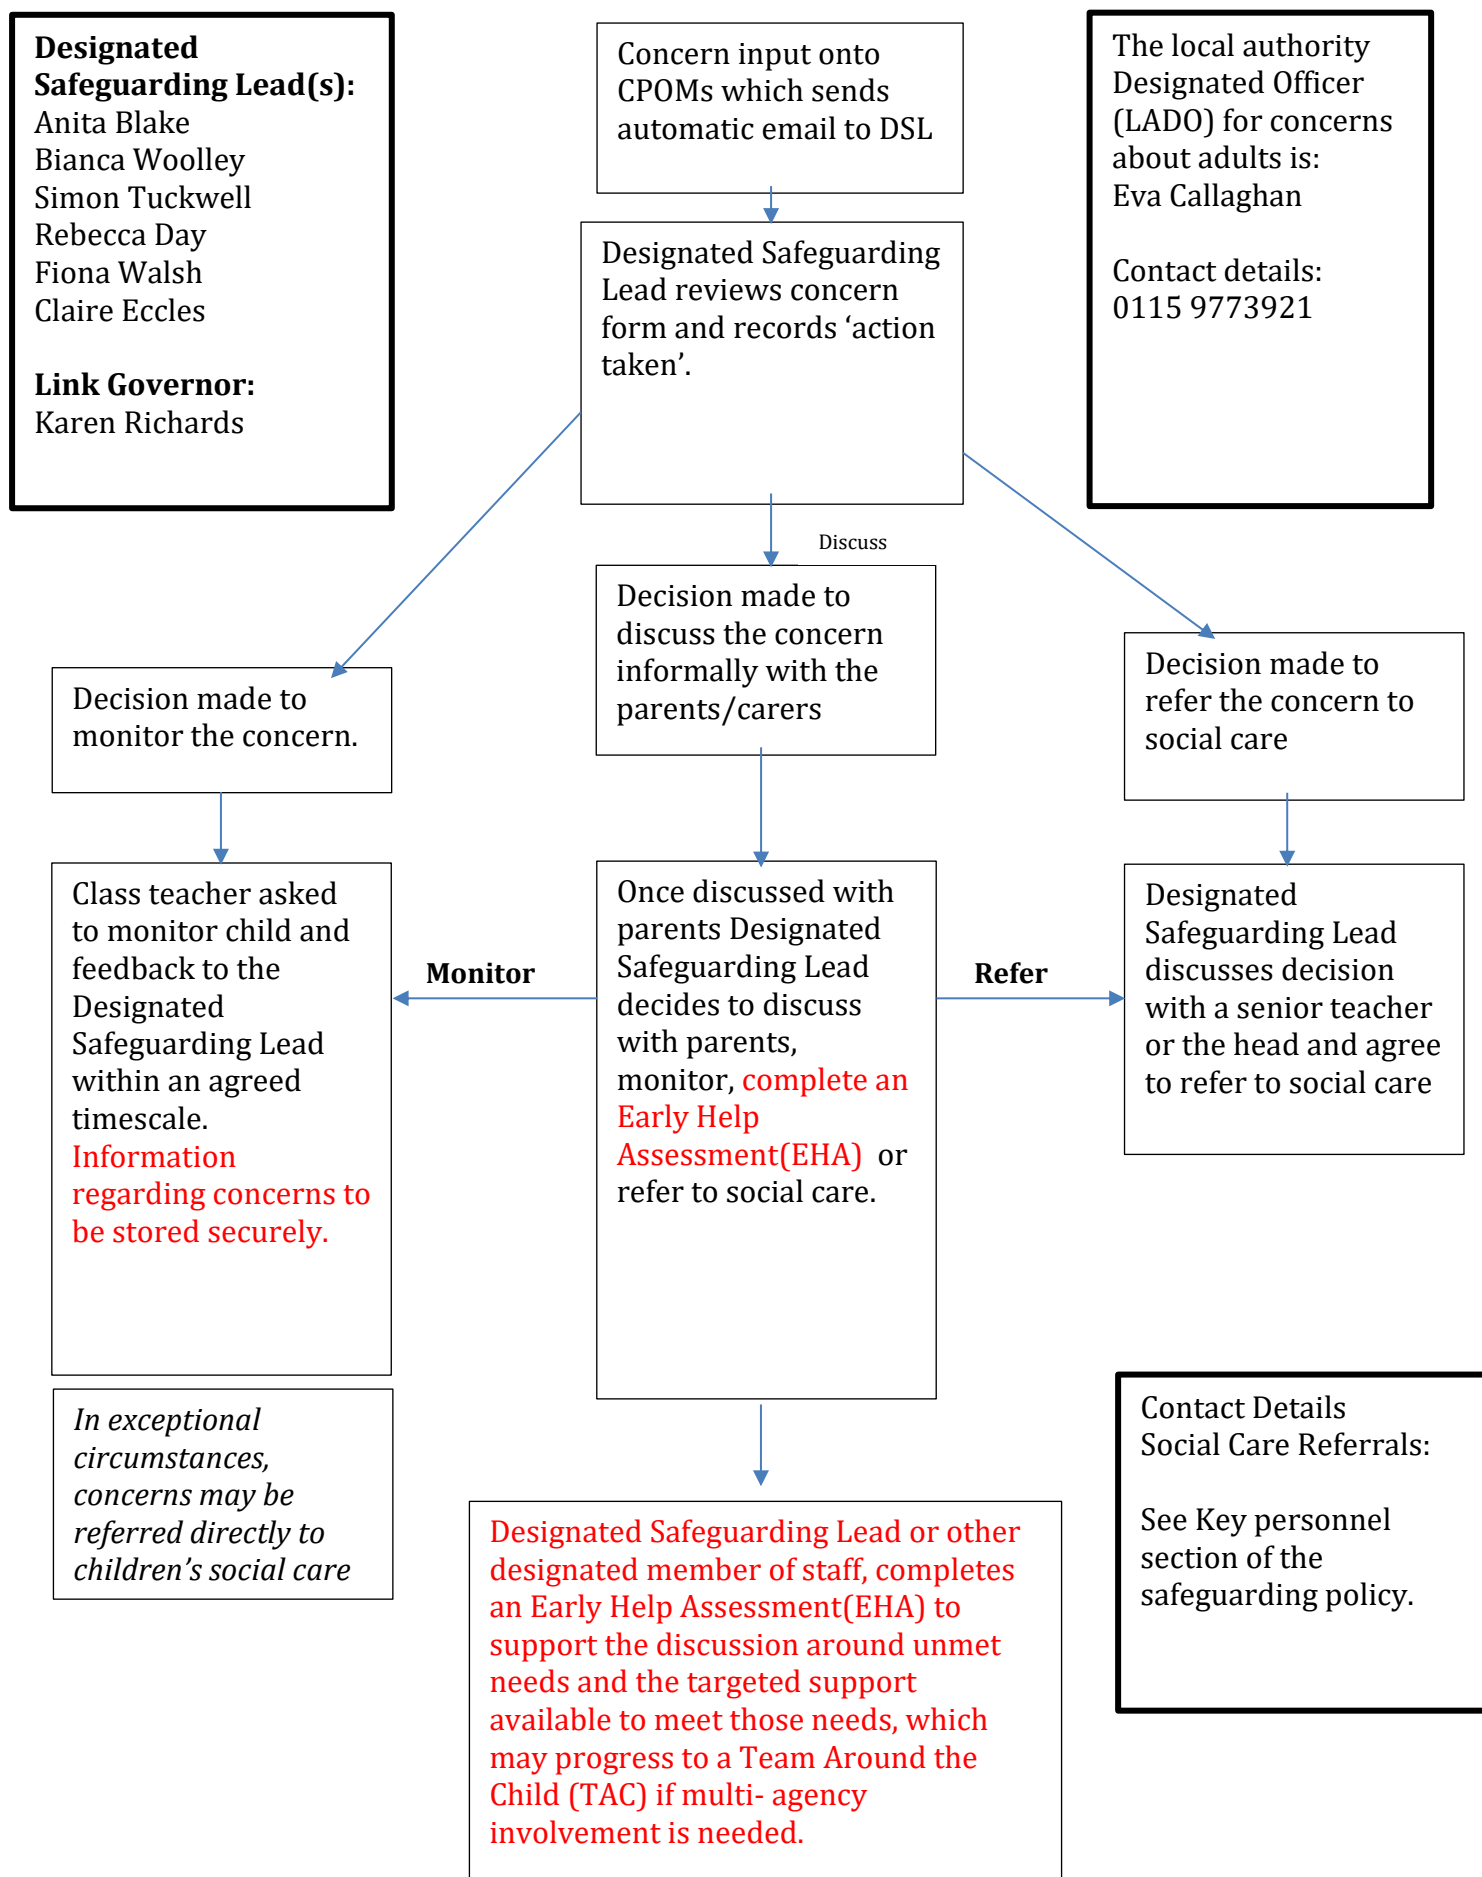 Designated
Safeguarding Lead(s):
Anita Blake
Bianca Woolley
Simon Tuckwell
Rebecca Day
Fiona Walsh
Claire Eccles
Link Governor:
Karen Richards
Concern input onto
CPOMs which sends
automatic email to DSL
The local authority
Designated Officer
(LADO) for concerns
about adults is:
Eva Callaghan
Contact details:
0115 9773921
Designated Safeguarding
Lead reviews concern
form and records ‘action
taken’.
Discuss
Decision made to
monitor the concern.
Decision made to
discuss the concern
informally with the
parents/carers
Decision made to
refer the concern to
social care
Class teacher asked
to monitor child and
feedback to the
Designated
Safeguarding Lead
within an agreed
timescale.
Information
regarding concerns to
be stored securely.
Monitor
Once discussed with
parents Designated
Safeguarding Lead
decides to discuss
with parents,
monitor, complete an
Early Help
Assessment(EHA)  or
refer to social care.
Refer
Designated
Safeguarding Lead
discusses decision
with a senior teacher
or the head and agree
to refer to social care
In exceptional
circumstances,
concerns may be
referred directly to
children’s social care
Designated Safeguarding Lead or other
designated member of staff, completes
an Early Help Assessment(EHA) to
support the discussion around unmet
needs and the targeted support
available to meet those needs, which
may progress to a Team Around the
Child (TAC) if multi- agency
involvement is needed.
Contact Details
Social Care Referrals:
See Key personnel
section of the
safeguarding policy.